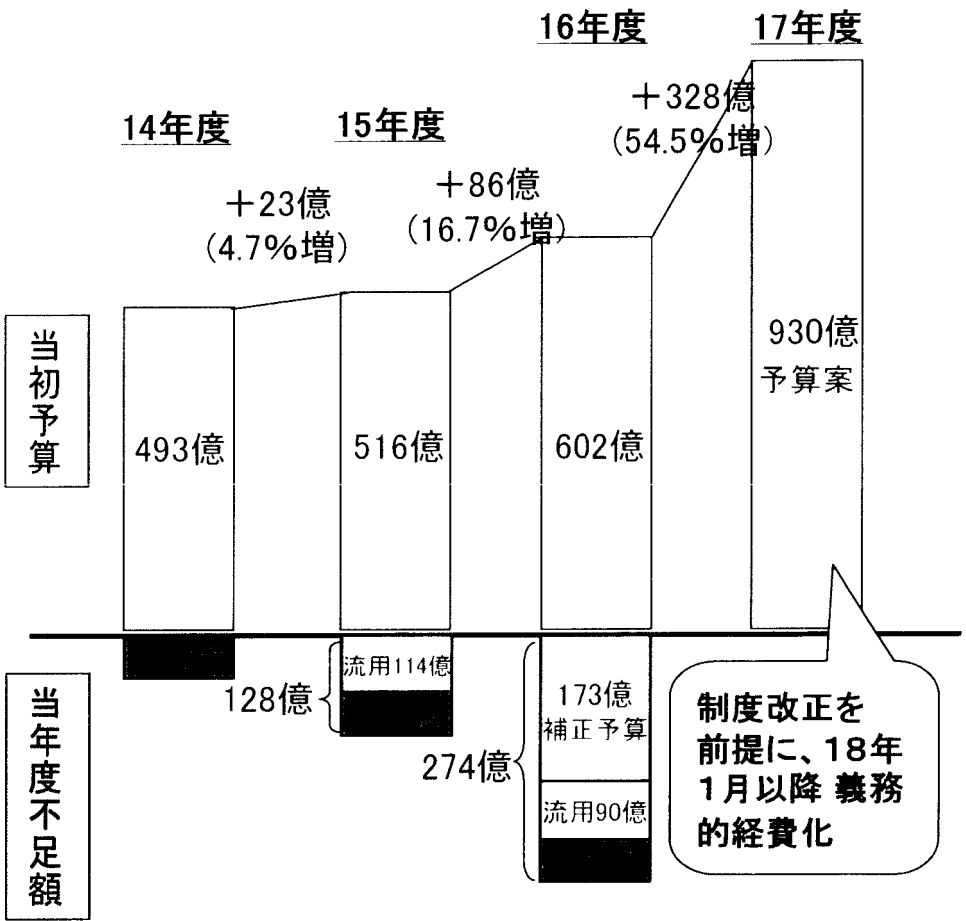 14年度
15年度
16年度
17年度
＋23億
(4.7％増)
＋86億
(16.7％増)
＋328億
(54.5％増)
当初予算
493億
516億
602億
930億
予算案
当年度不足額
128億
流用114億
274億
173億
補正予算
流用90億
制度改正を
前提に、18年
1月以降 義務
的経費化